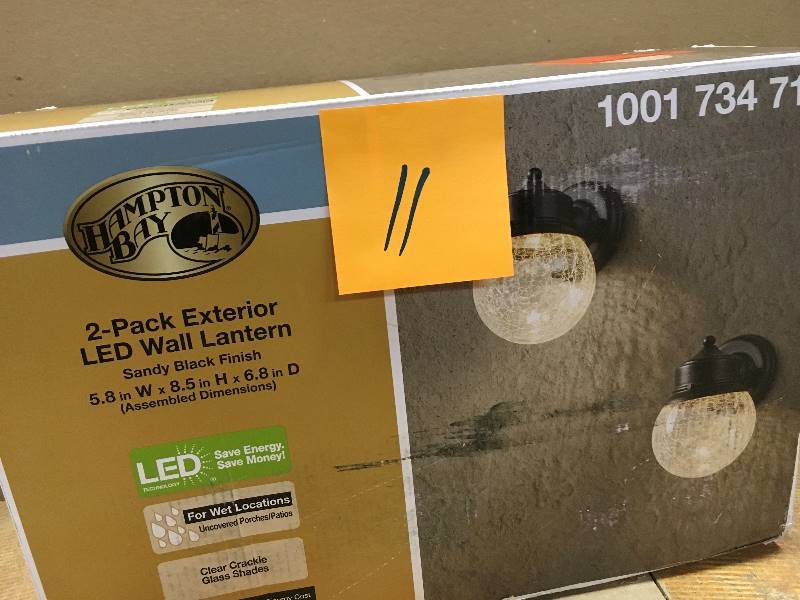 1001 734 71
11
HAMPTON
BAY
2-Pack Exterior
LED Wall Lantern
Sandy Black Finish
5.8 in W x 8.5 in H x 6.8 in D
(Assembled Dimensions)
LED
TECHNOLOGY
Save Energy.
Save Money!
For Wet Locations
Uncovered Porches/Patios
Clear Crackle
Glass Shades
Cost